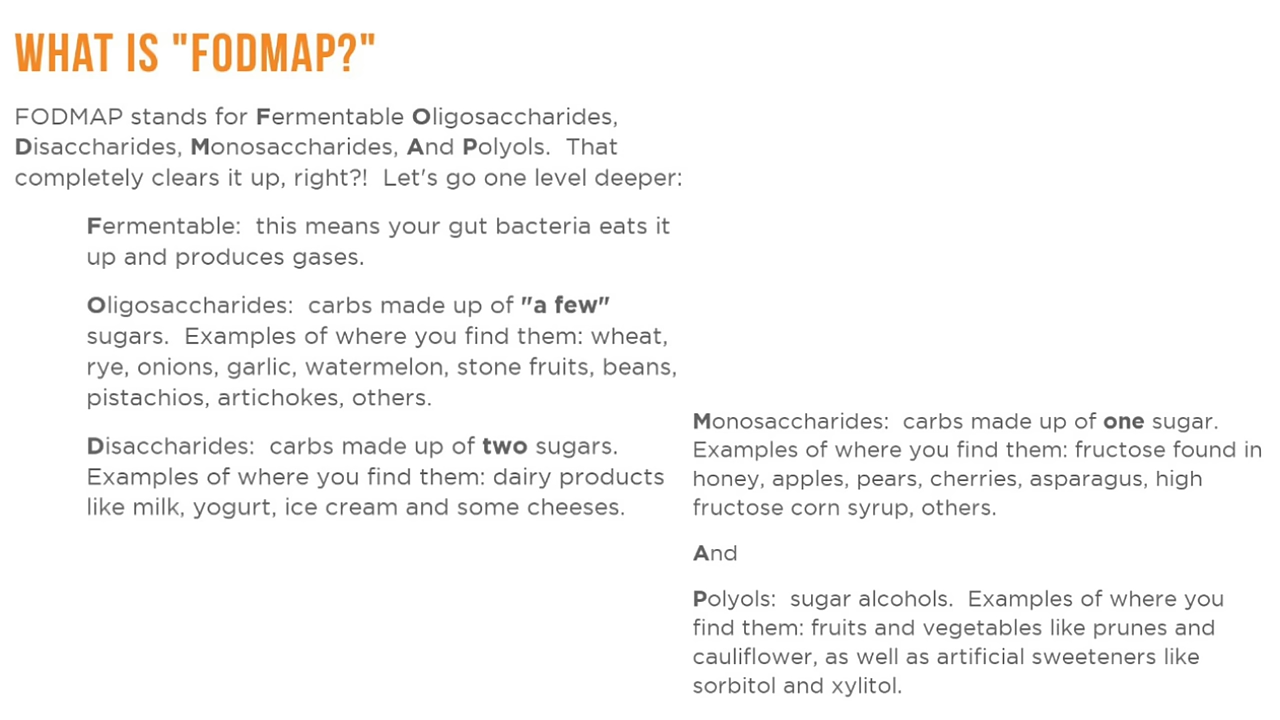 WHAT IS "FODMAP?"
FODMAP stands for Fermentable Oligosaccharides,
Disaccharides, Monosaccharides, And Polyols.  That
completely clears it up, right?!  Let's go one level deeper:
Fermentable:  this means your gut bacteria eats it
up and produces gases.
Oligosaccharides:  carbs made up of "a few"
sugars.  Examples of where you find them: wheat,
rye, onions, garlic, watermelon, stone fruits, beans,
pistachios, artichokes, others.
Disaccharides:  carbs made up of two sugars.
Examples of where you find them: dairy products
like milk, yogurt, ice cream and some cheeses.
Monosaccharides:  carbs made up of one sugar.
Examples of where you find them: fructose found in
honey, apples, pears, cherries, asparagus, high
fructose corn syrup, others.
And
Polyols:  sugar alcohols.  Examples of where you
find them: fruits and vegetables like prunes and
cauliflower, as well as artificial sweeteners like
sorbitol and xylitol.